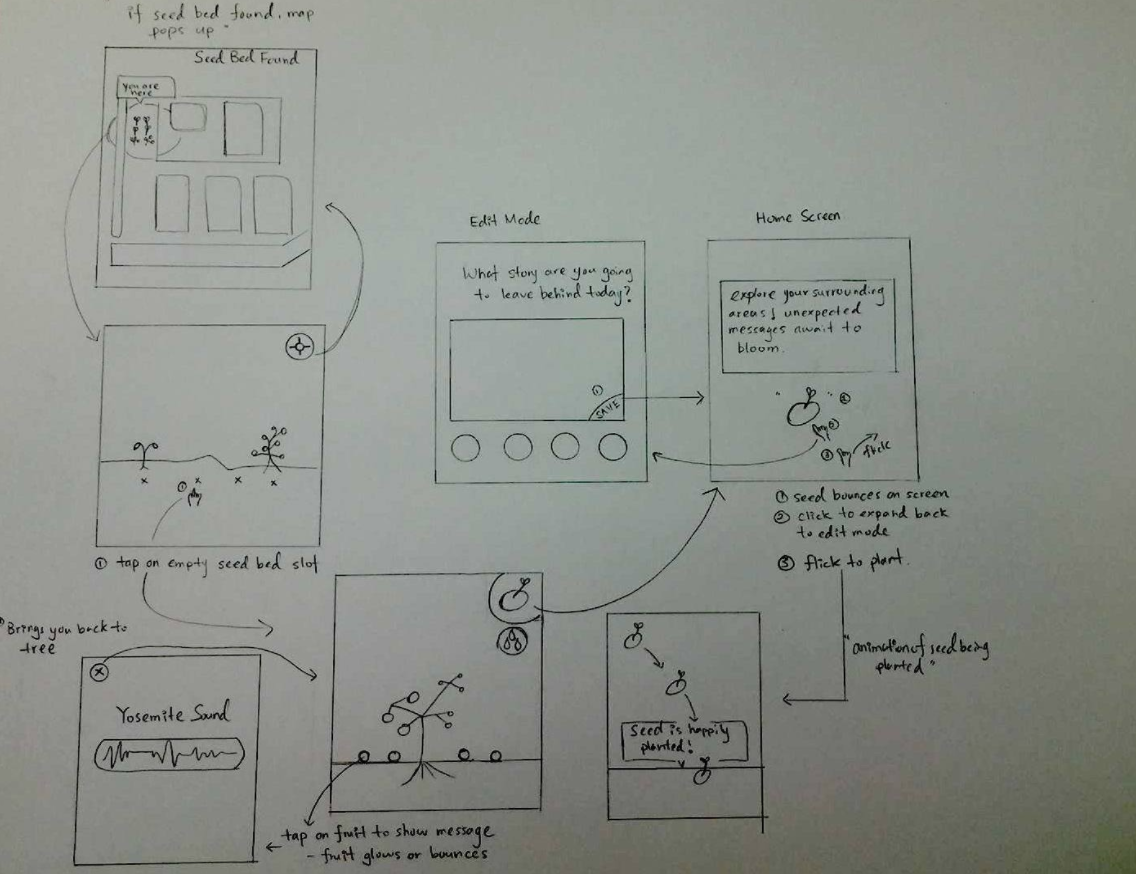 if seed bed found, map
pops up"
Seed Bed Found
You are
here
① tap on empty seed bed slot
Edit Mode
What story are you going
to leave behind today?
①
SAVE
Home Screen
explore your surrounding
areas, unexpected
messages await to
bloom.
②
③ flick
① seed bounces on screen
② click to expand back
to edit mode
③ flick to plant.
"animation of seed being
planted"
Seed is happily
planted!
Brings you back to
tree
Yosemite Sound
tap on fruit to show message
- fruit glows or bounces